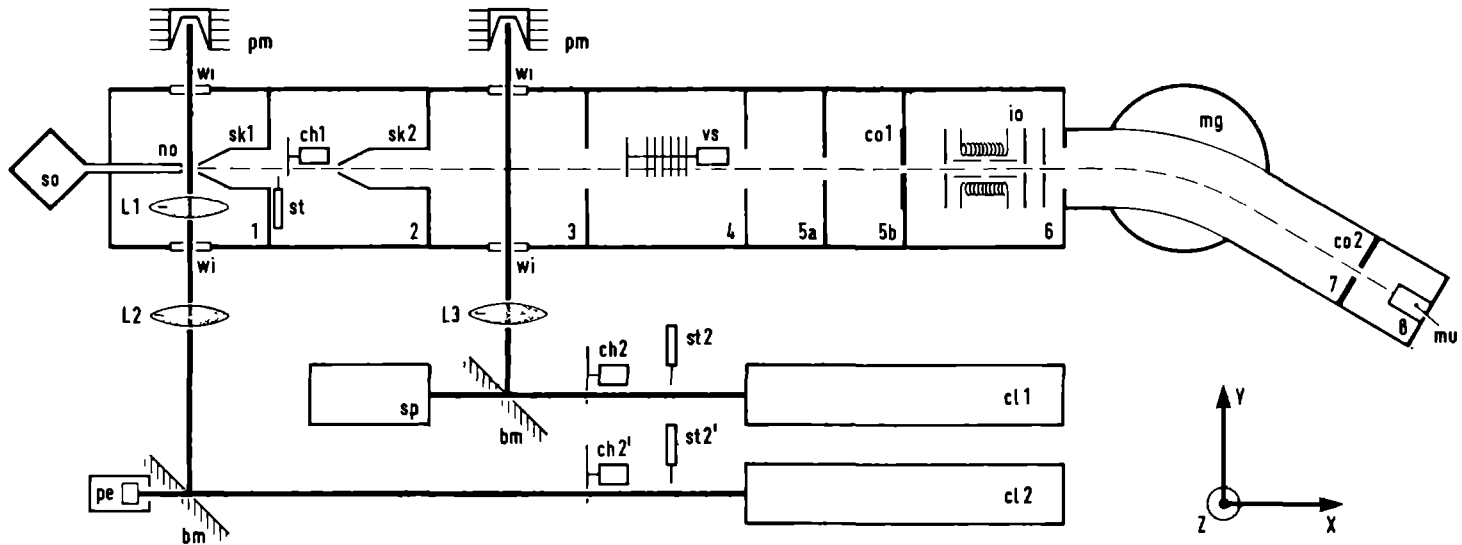 pm
pm
wi
wi
sk1
ch1
sk2
vs
co1
io
mg
no
so
L1
st
1
2
3
4
5a
5b
6
co2
wi
7
8
mu
L2
L3
ch2
st2
sp
cl1
bm
Y
ch2'
st2'
pe
cl2
bm
Z
X